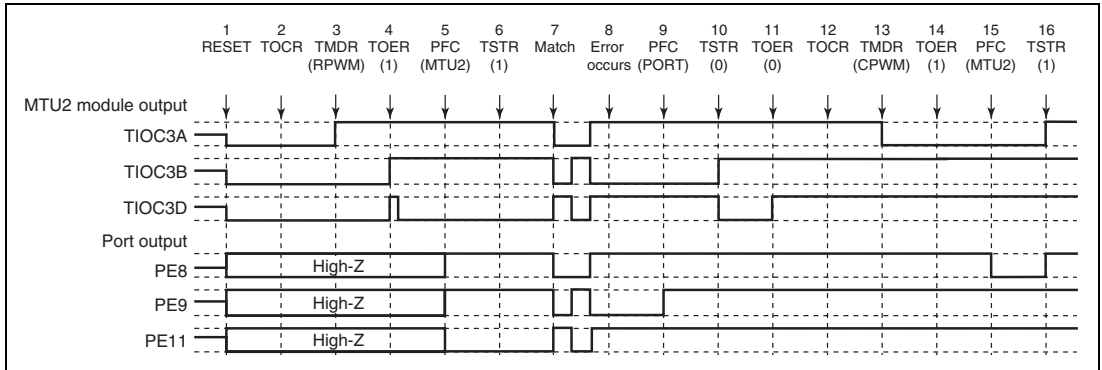 1 2 3 4 5 6 7 8 9 10 11 12 13 14 15 16
RESET TOCR TMDR TOER PFC TSTR Match Error PFC TSTR TOER TOCR TMDR TOER PFC TSTR
(RPWM) (1) (MTU2) (1) occurs (PORT) (0) (0) (CPWM) (1) (MTU2) (1)
MTU2 module output
TIOC3A
TIOC3B
TIOC3D
Port output
PE8 High-Z
PE9 High-Z
PE11 High-Z